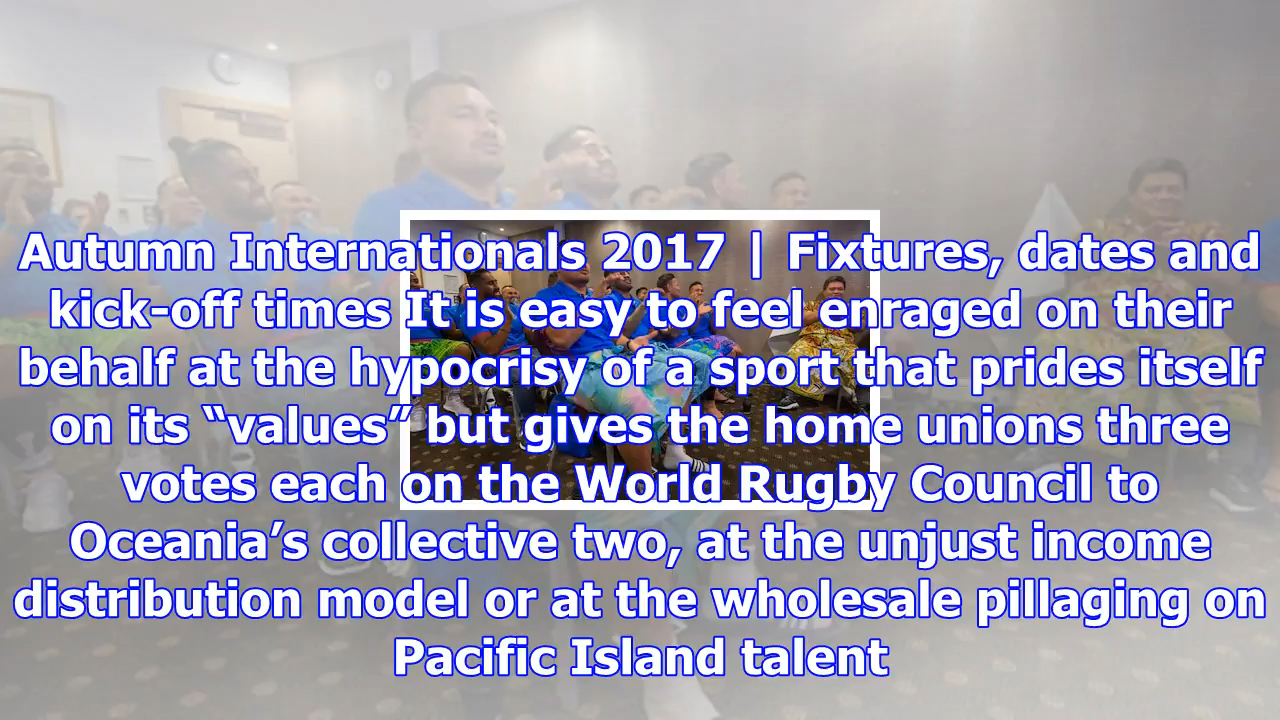 Autumn Internationals 2017 | Fixtures, dates and
kick-off times It is easy to feel enraged on their
behalf at the hypocrisy of a sport that prides itself
on its “values” but gives the home unions three
votes each on the World Rugby Council to
Oceania’s collective two, at the unjust income
distribution model or at the wholesale pillaging on
Pacific Island talent